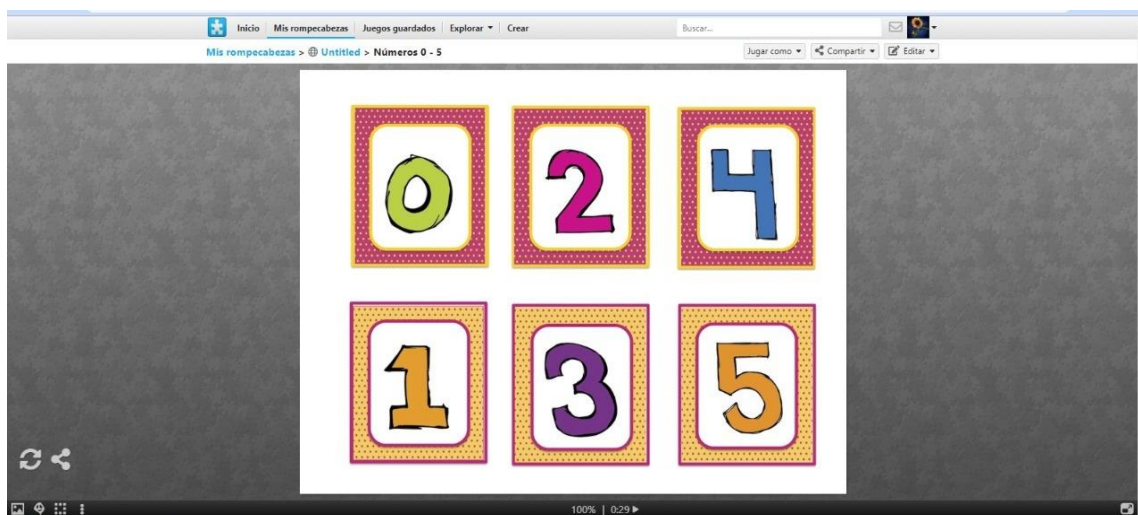 Inicio Mis rompecabezas Juegos guardados Explorar Crear Buscar...
Mis rompecabezas > Untitled > Números 0 - 5 Jugar como Compartir Editar
0 2 4
1 3 5
100% | 0:29